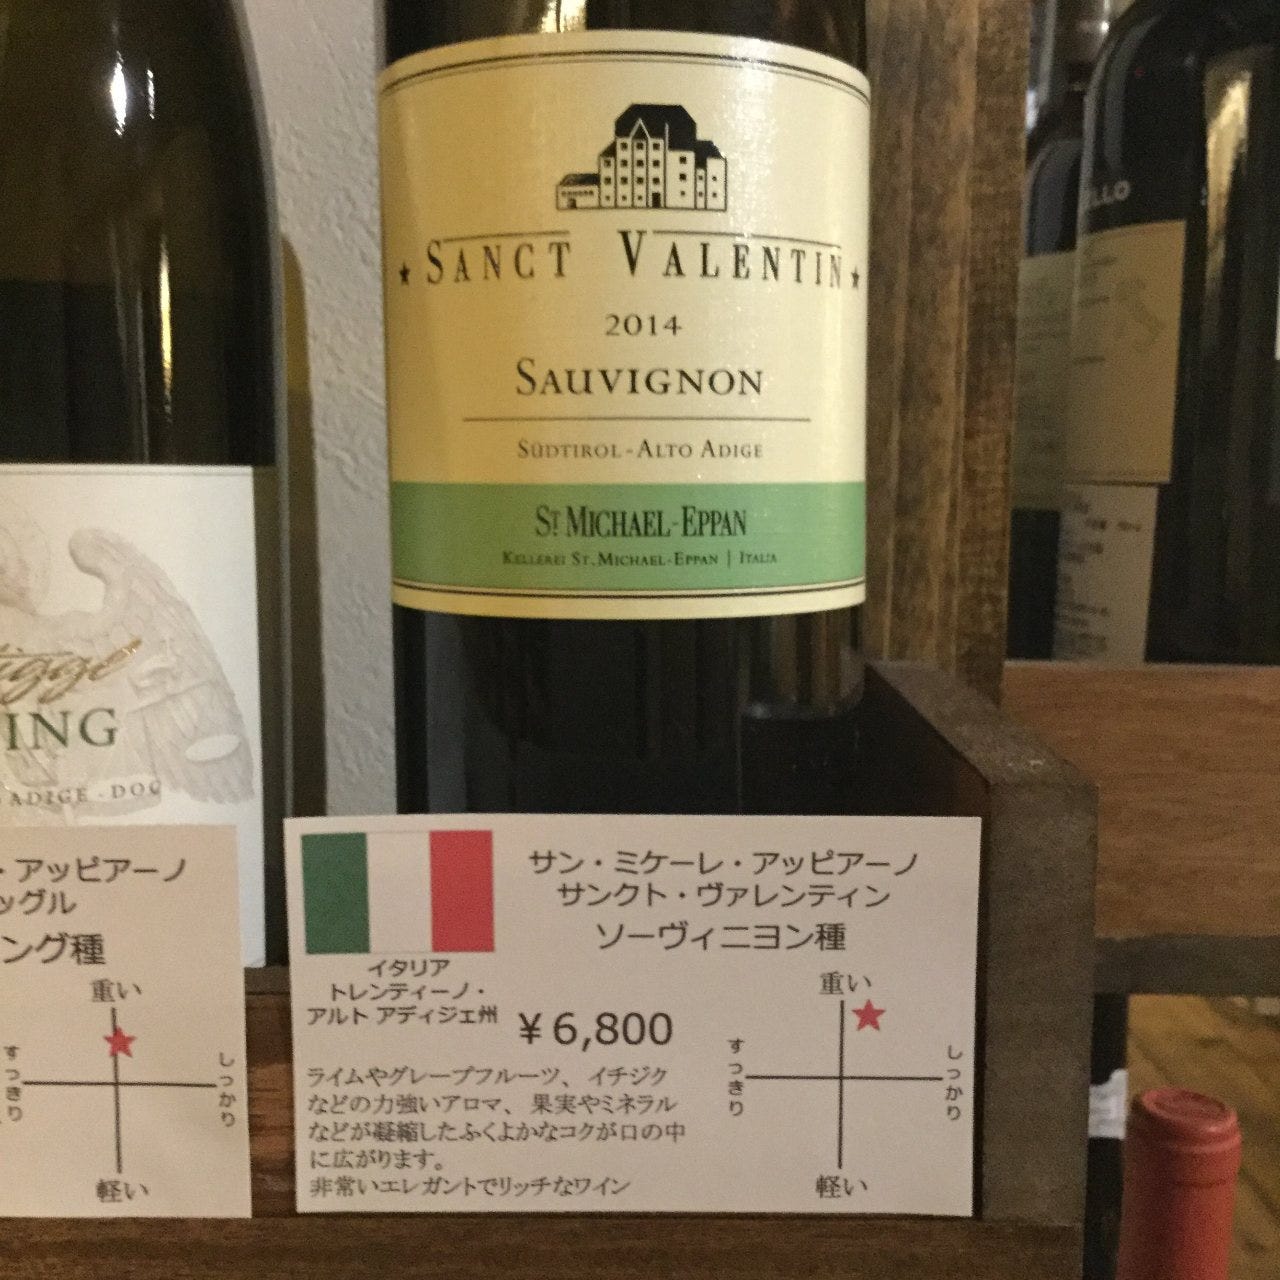 SANCT VALENTIN
2014
SAUVIGNON
SÜDTIROL-ALTO ADIGE
ST. MICHAEL-EPPAN
KELLEREI ST. MICHAEL-EPPAN | ITALIA
ING
ADIGE - DOC
LLO
・アッピアーノ
ッグル
ング種
重い
すっきり
しっかり
軽い
サン・ミケーレ・アッピアーノ
サンクト・ヴァレンティン
ソーヴィニヨン種
イタリア
トレンティーノ・
アルト アディジェ州
¥6,800
ライムやグレープフルーツ、イチジク
などの力強いアロマ、果実やミネラル
などが凝縮したふくよかなコクが口の中
に広がります。
非常いエレガントでリッチなワイン
重い
すっきり
しっかり
軽い